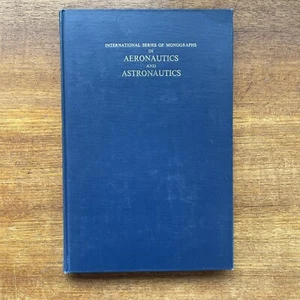 INTERNATIONAL SERIES OF MONOGRAPHS
IN
AERONAUTICS
AND
ASTRONAUTICS